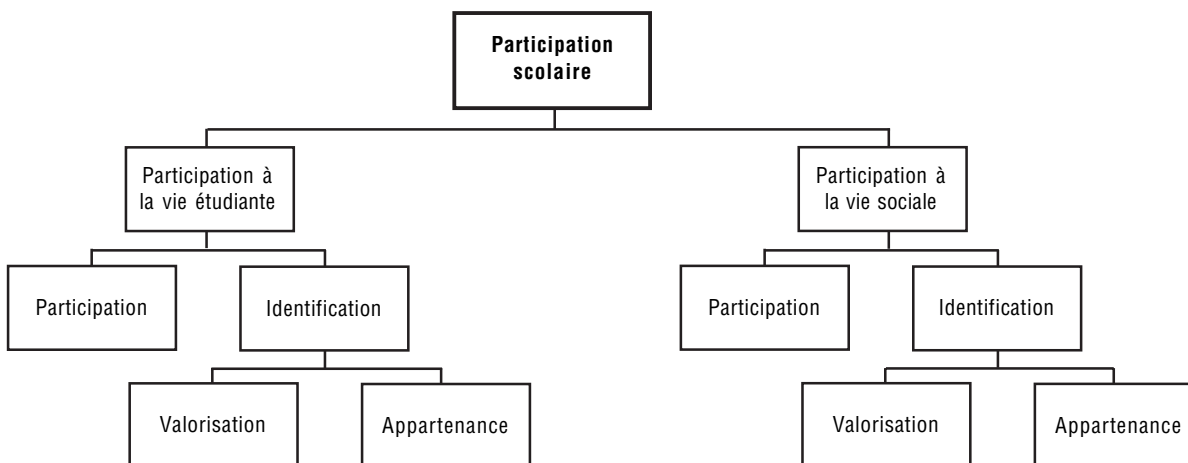 Participation
scolaire
Participation à
la vie étudiante
Participation à
la vie sociale
Participation
Identification
Participation
Identification
Valorisation
Appartenance
Valorisation
Appartenance